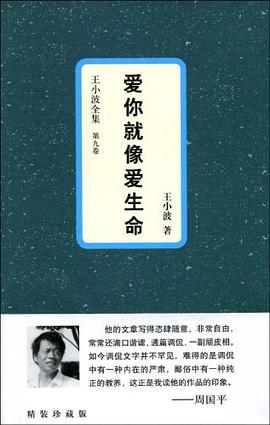 爱你就像爱生命
王小波全集 第九卷
王小波 著
他的文章写得恣肆随意,非常自由,
常常还满口谐谑,通篇调侃,一副顽皮相。
如今调侃文字并不罕见,难得的是调侃
中有一种内在的严肃,鄙俗中有一种纯
正的教养,这正是我读他的作品的印象。
——周国平
精装珍藏版